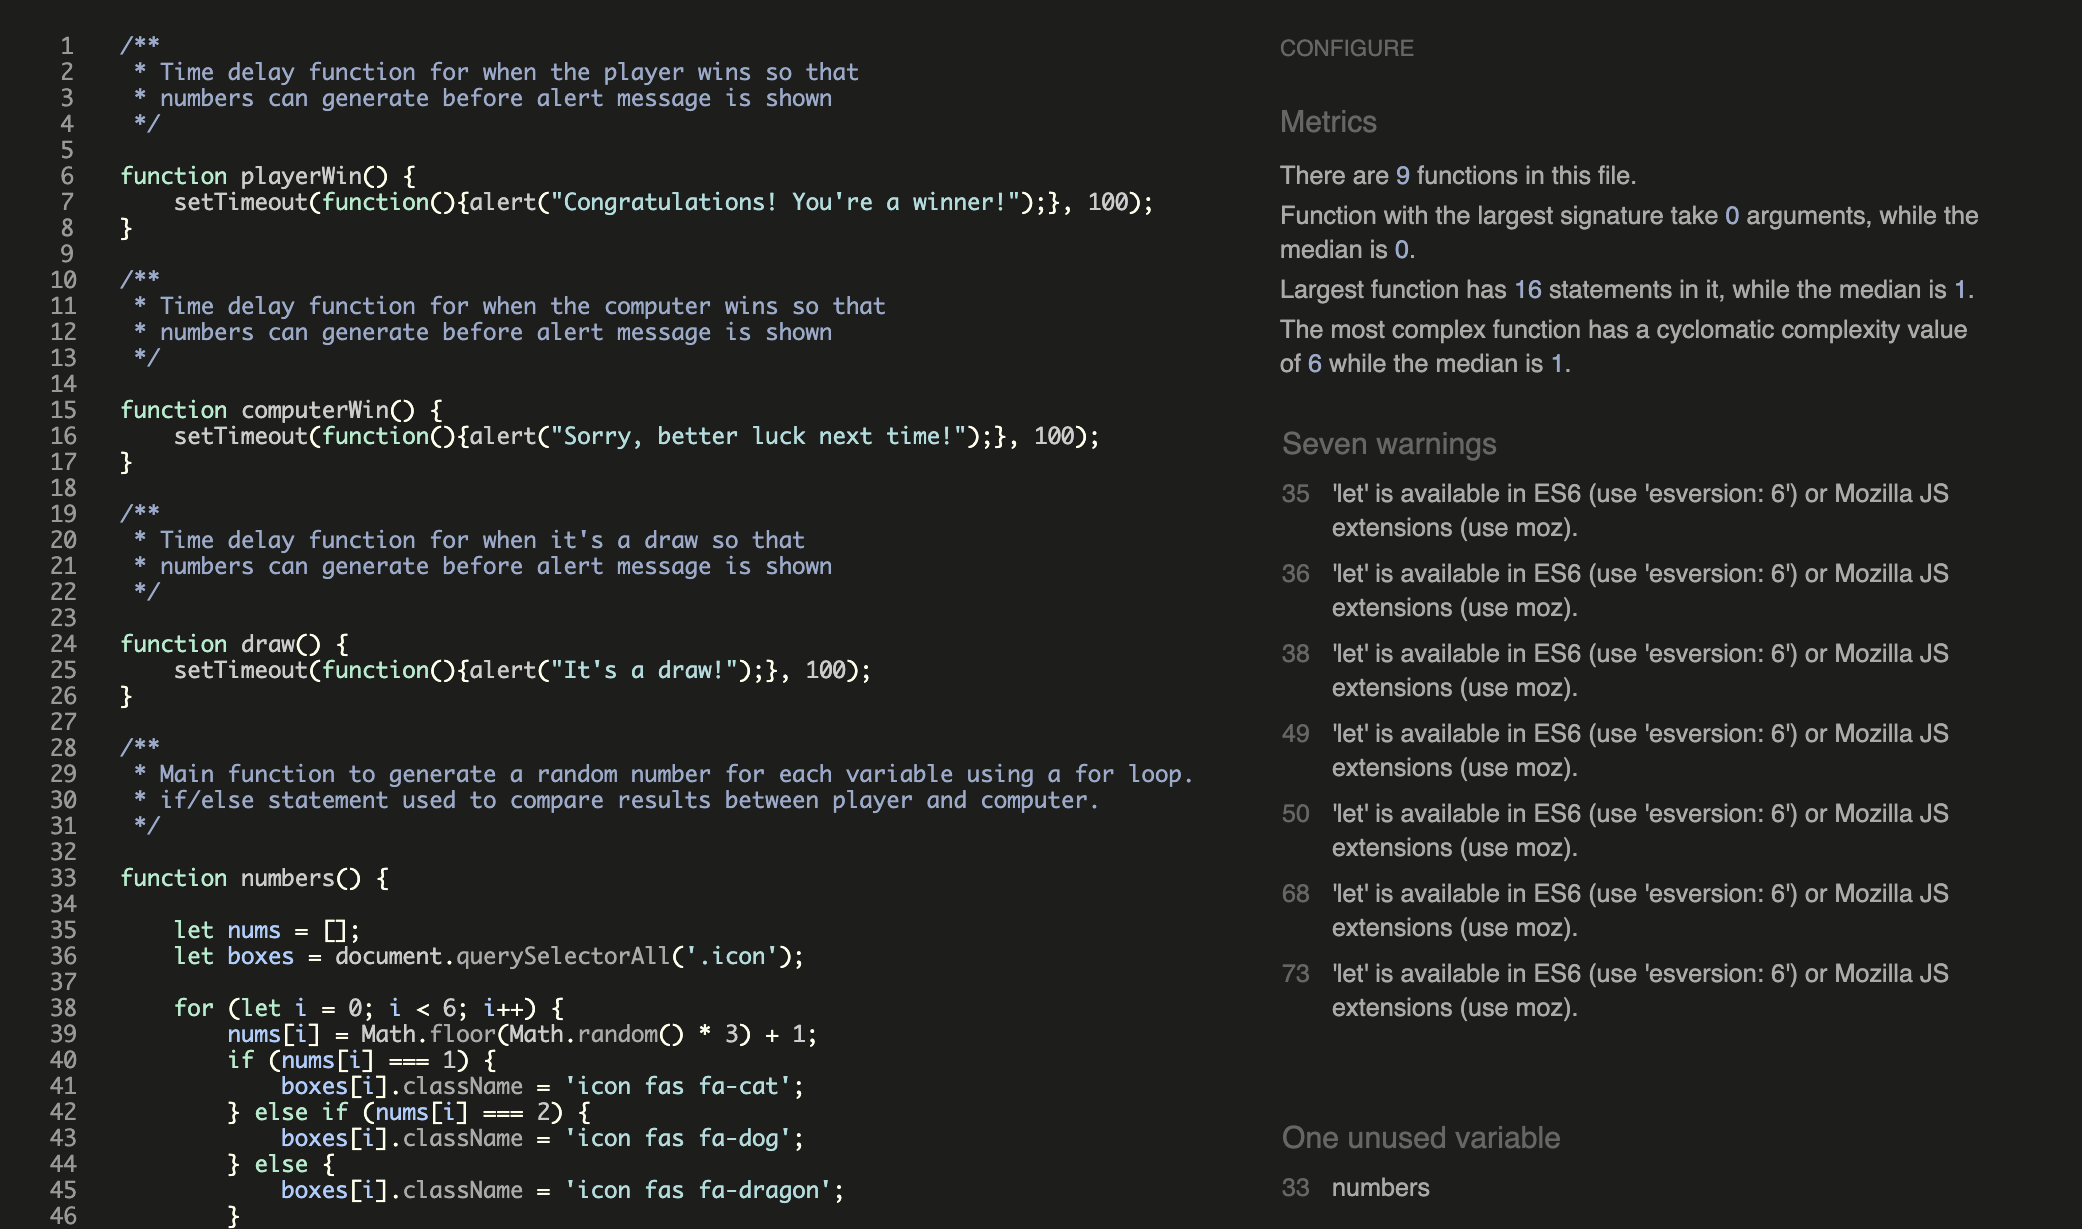 1 /**
2 * Time delay function for when the player wins so that
3 * numbers can generate before alert message is shown
4 */
5
6 function playerWin() {
7 setTimeout(function(){alert("Congratulations! You're a winner!");}, 100);
8 }
9
10 /**
11 * Time delay function for when the computer wins so that
12 * numbers can generate before alert message is shown
13 */
14
15 function computerWin() {
16 setTimeout(function(){alert("Sorry, better luck next time!");}, 100);
17 }
18
19 /**
20 * Time delay function for when it's a draw so that
21 * numbers can generate before alert message is shown
22 */
23
24 function draw() {
25 setTimeout(function(){alert("It's a draw!");}, 100);
26 }
27
28 /**
29 * Main function to generate a random number for each variable using a for loop.
30 * if/else statement used to compare results between player and computer.
31 */
32
33 function numbers() {
34
35 let nums = [];
36 let boxes = document.querySelectorAll('.icon');
37
38 for (let i = 0; i < 6; i++) {
39 nums[i] = Math.floor(Math.random() * 3) + 1;
40 if (nums[i] === 1) {
41 boxes[i].className = 'icon fas fa-cat';
42 } else if (nums[i] === 2) {
43 boxes[i].className = 'icon fas fa-dog';
44 } else {
45 boxes[i].className = 'icon fas fa-dragon';
46 }
CONFIGURE
Metrics
There are 9 functions in this file.
Function with the largest signature take 0 arguments, while the
median is 0.
Largest function has 16 statements in it, while the median is 1.
The most complex function has a cyclomatic complexity value
of 6 while the median is 1.
Seven warnings
35 'let' is available in ES6 (use 'esversion: 6') or Mozilla JS
extensions (use moz).
36 'let' is available in ES6 (use 'esversion: 6') or Mozilla JS
extensions (use moz).
38 'let' is available in ES6 (use 'esversion: 6') or Mozilla JS
extensions (use moz).
49 'let' is available in ES6 (use 'esversion: 6') or Mozilla JS
extensions (use moz).
50 'let' is available in ES6 (use 'esversion: 6') or Mozilla JS
extensions (use moz).
68 'let' is available in ES6 (use 'esversion: 6') or Mozilla JS
extensions (use moz).
73 'let' is available in ES6 (use 'esversion: 6') or Mozilla JS
extensions (use moz).
One unused variable
33 numbers